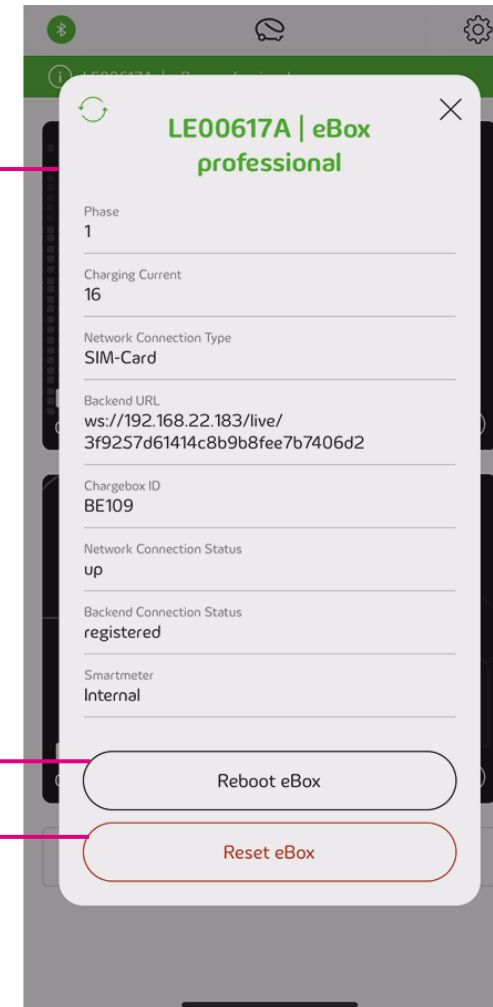 LE00617A | eBox
professional
Phase
1
Charging Current
16
Network Connection Type
SIM-Card
Backend URL
ws://192.168.22.183/live/
3f9257d61414c8b9b8fee7b7406d2
Chargebox ID
BE109
Network Connection Status
up
Backend Connection Status
registered
Smartmeter
Internal
Reboot eBox
Reset eBox